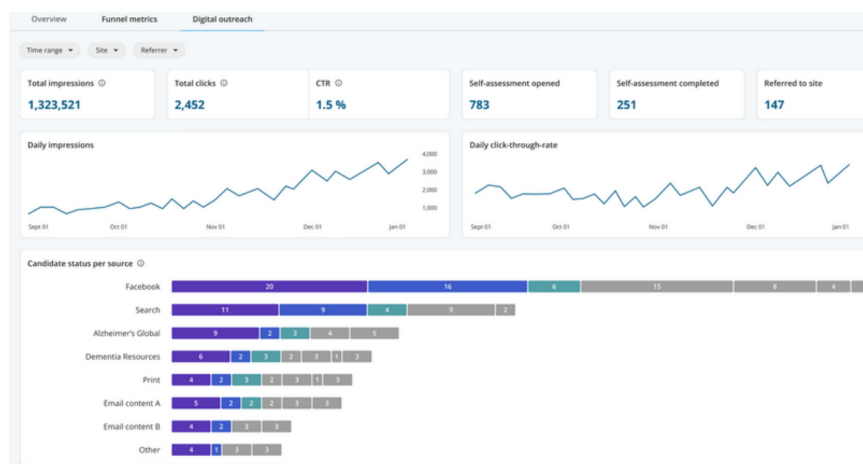 Overview Funnel metrics Digital outreach
Time range Site Referrer
Total impressions Total clicks CTR Self-assessment opened Self-assessment completed Referred to site
1,323,521 2,452 1.5 % 783 251 147
Daily impressions Daily click-through-rate
4,000
3,000
2,000
1,000
Sept 01 Oct 01 Nov 01 Dec 01 Jan 01 Sept 01 Oct 01 Nov 01 Dec 01 Jan 01
Candidate status per source
Facebook 20 16 6 15 8 4
Search 11 9 4 9 2
Alzheimer's Global 9 2 3 4 5
Dementia Resources 6 2 3 2 3 1 3
Print 4 2 3 2 3 1 3
Email content A 5 2 2 2 3 3
Email content B 4 2 3 3
Other 4 1 3 3